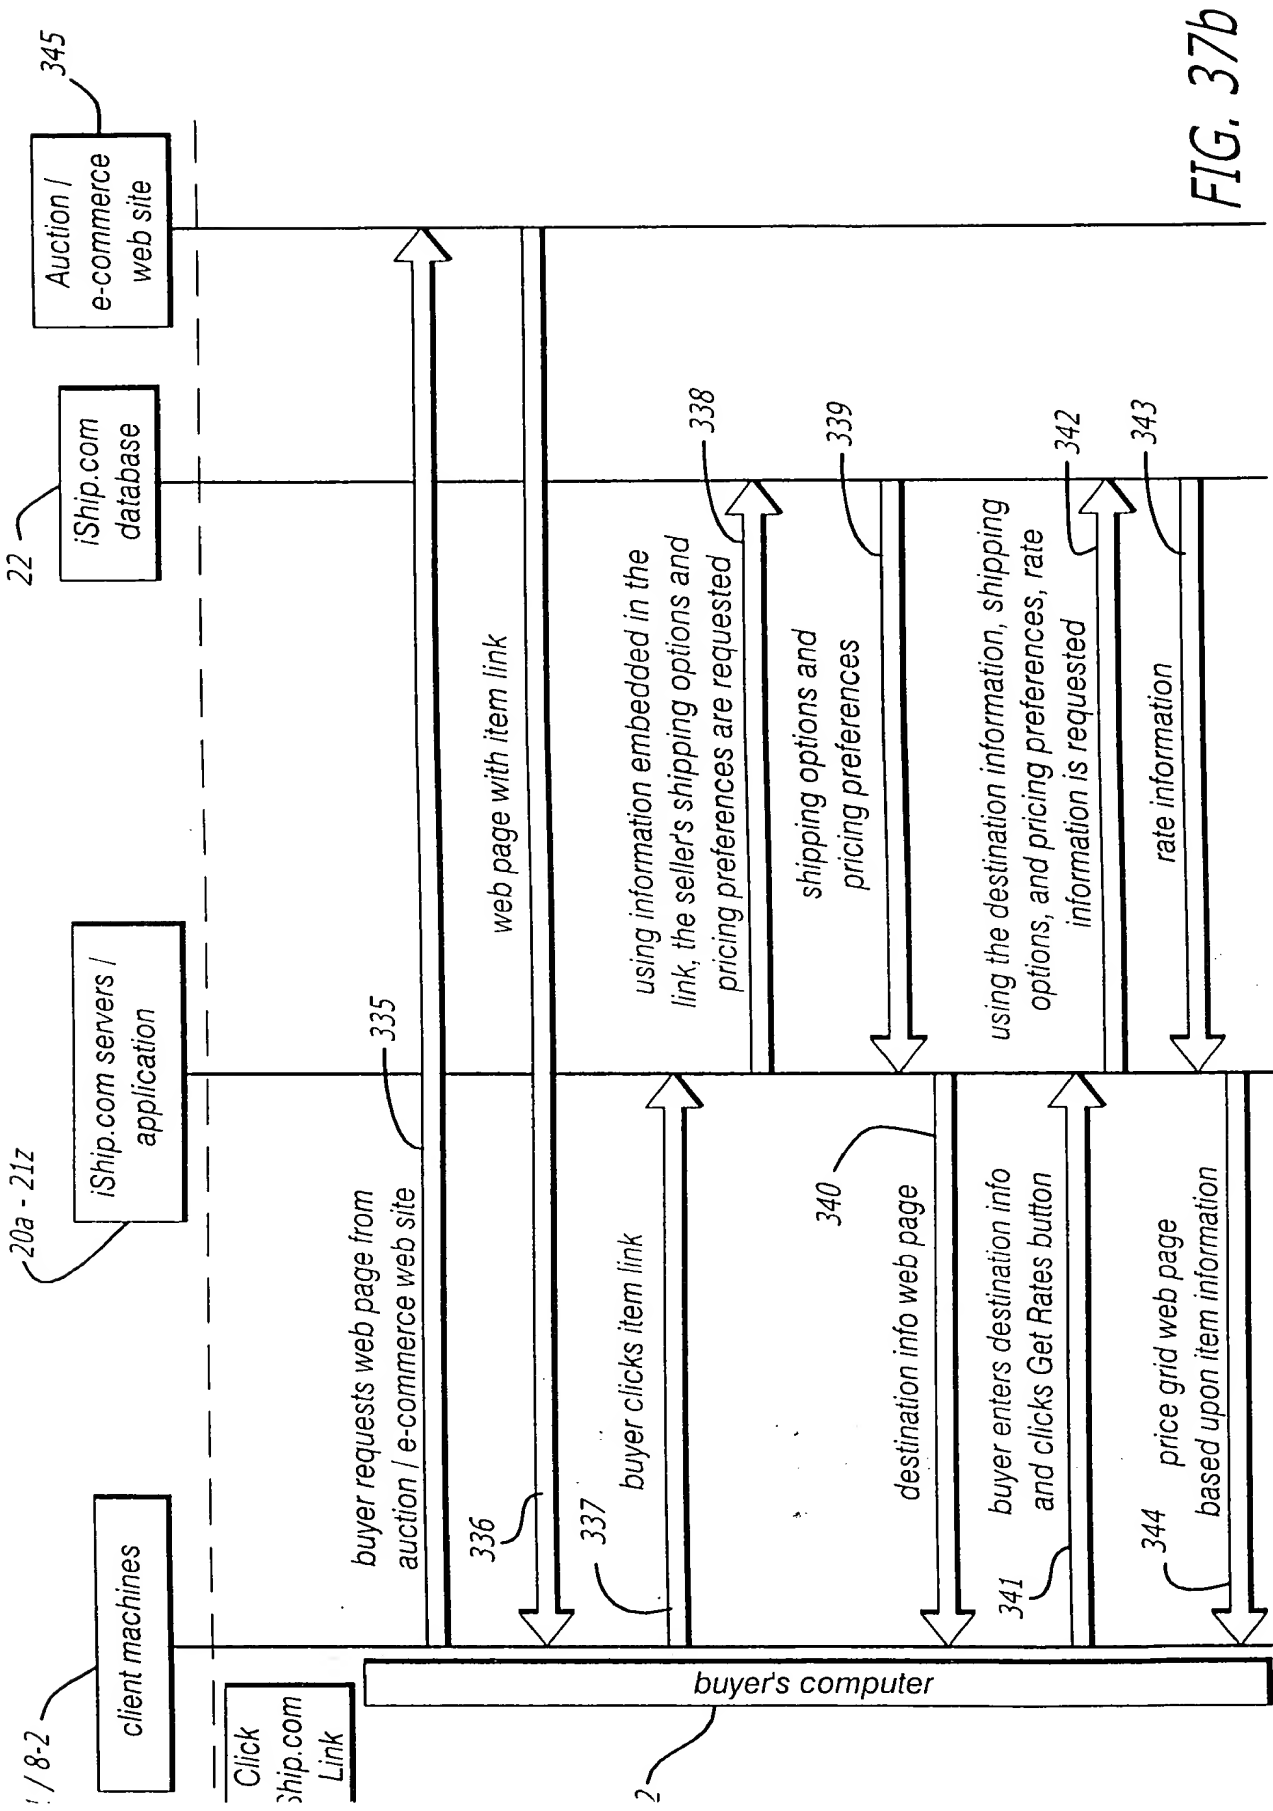 1 / 8-2
client machines
20a - 21z
iShip.com servers /
application
22
iShip.com
database
Auction /
e-commerce
web site
345
Click
Ship.com
Link
buyer's computer
2
buyer requests web page from
auction / e-commerce web site
335
336
web page with item link
337
buyer clicks item link
using information embedded in the
link, the seller's shipping options and
pricing preferences are requested
338
shipping options and
pricing preferences
339
destination info web page
340
buyer enters destination info
and clicks Get Rates button
341
using the destination information, shipping
options, and pricing preferences, rate
information is requested
342
rate information
343
price grid web page
based upon item information
344
FIG. 37b